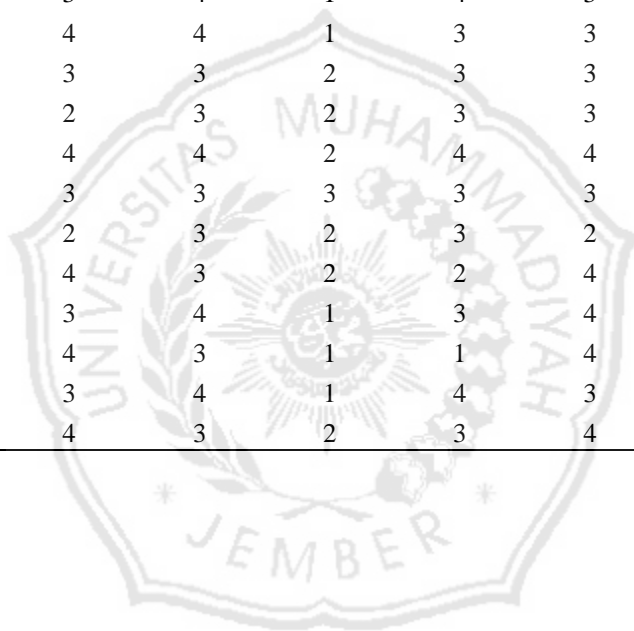 4 4 1 3 3
3 3 2 3 3
2 3 2 3 3
4 4 2 4 4
3 3 3 3 3
2 3 2 3 2
4 3 2 2 4
3 4 1 3 4
4 3 1 1 4
3 4 1 4 3
4 3 2 3 4
UNIVERSITAS MUHAMMADIYAH
JEMBER